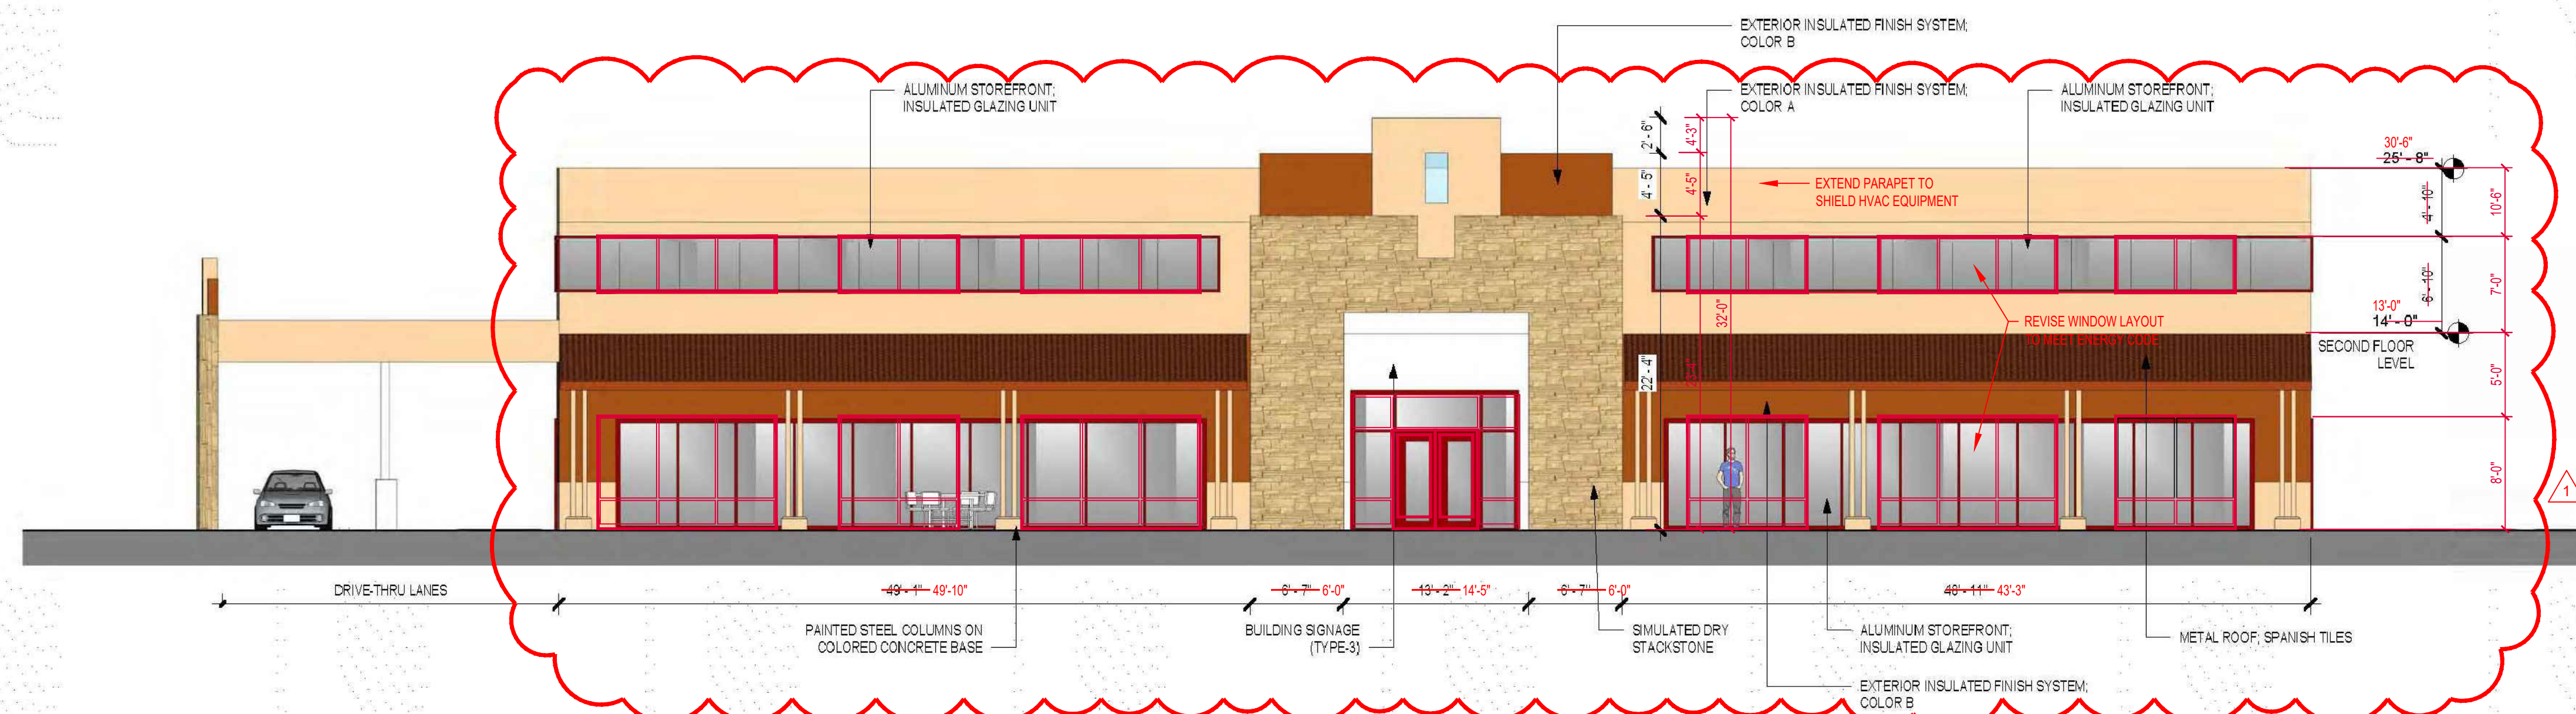 EXTERIOR INSULATED FINISH SYSTEM;
COLOR B
ALUMINUM STOREFRONT;
INSULATED GLAZING UNIT
EXTERIOR INSULATED FINISH SYSTEM;
COLOR A
ALUMINUM STOREFRONT;
INSULATED GLAZING UNIT
2' - 6"
4'-3"
4' - 5"
4'-5"
30'-6"
25' - 8"
EXTEND PARAPET TO
SHIELD HVAC EQUIPMENT
4' - 10"
10'-6"
6' - 10"
7'-0"
13'-0"
14' - 0"
SECOND FLOOR
LEVEL
32'-0"
REVISE WINDOW LAYOUT
TO MEET ENERGY CODE
22' - 4"
23'-4"
5'-0"
8'-0"
1
DRIVE-THRU LANES
49' - 1" 49'-10"
6' - 7" 6'-0"
13' - 2" 14'-5"
6' - 7" 6'-0"
48' - 11" 43'-3"
PAINTED STEEL COLUMNS ON
COLORED CONCRETE BASE
BUILDING SIGNAGE
(TYPE-3)
SIMULATED DRY
STACKSTONE
ALUMINUM STOREFRONT;
INSULATED GLAZING UNIT
METAL ROOF; SPANISH TILES
EXTERIOR INSULATED FINISH SYSTEM;
COLOR B